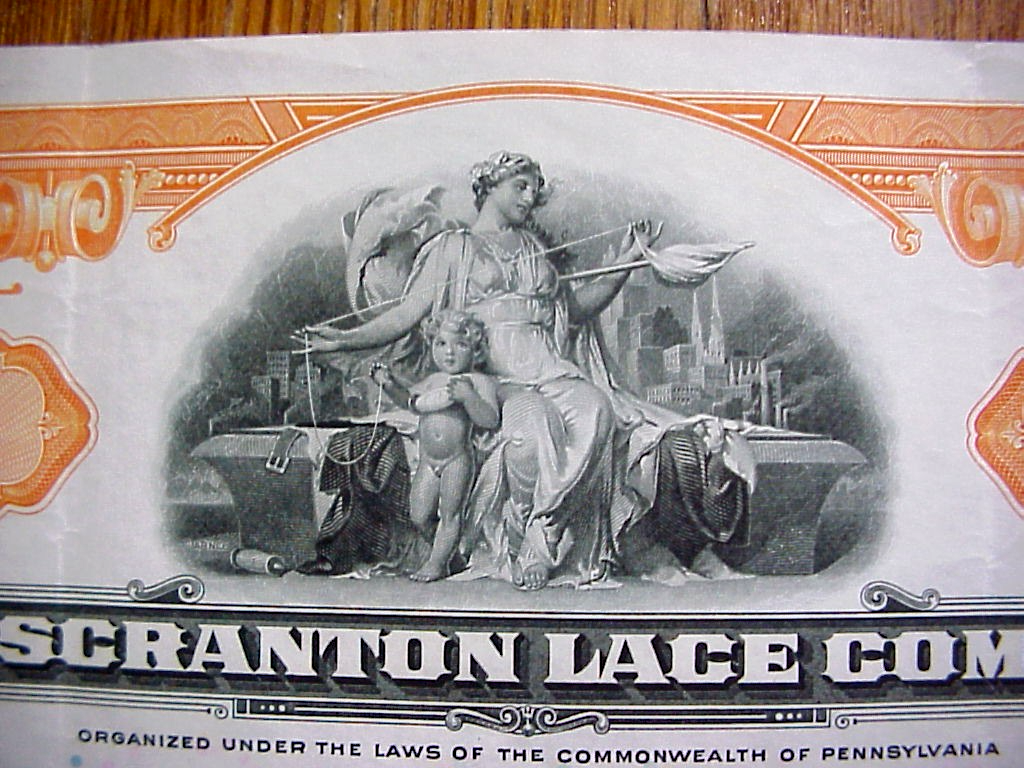 SCRANTON LACE COM
ORGANIZED UNDER THE LAWS OF THE COMMONWEALTH OF PENNSYLVANIA